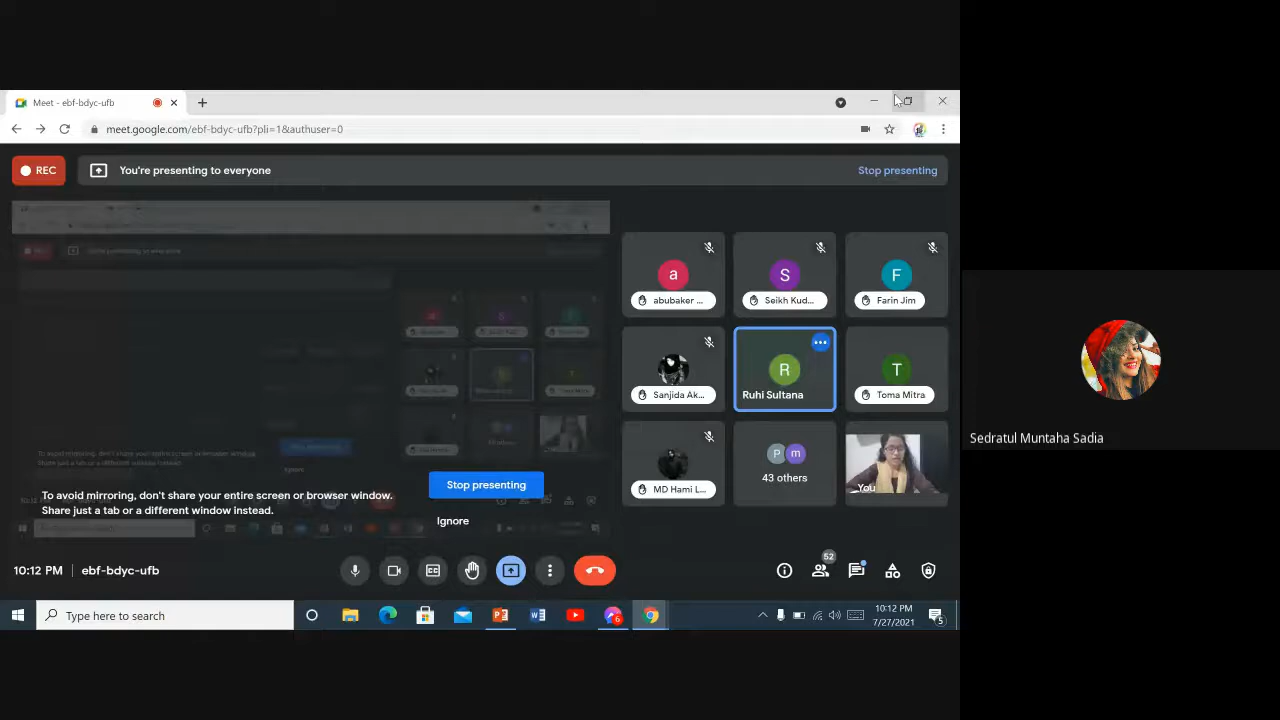 Meet - ebf-bdyc-ufb
meet.google.com/ebf-bdyc-ufb?pli=1&authuser=0
REC
You're presenting to everyone
Stop presenting
a
S
F
abubaker ...
Seikh Kud...
Farin Jim
R
T
Sanjida Ak...
Ruhi Sultana
Toma Mitra
P m
43 others
MD Hami L...
You
Sedratul Muntaha Sadia
To avoid mirroring, don't share your entire screen or browser window.
Share just a tab or a different window instead.
Stop presenting
Ignore
10:12 PM | ebf-bdyc-ufb
52
Type here to search
6
10:12 PM
7/27/2021
5